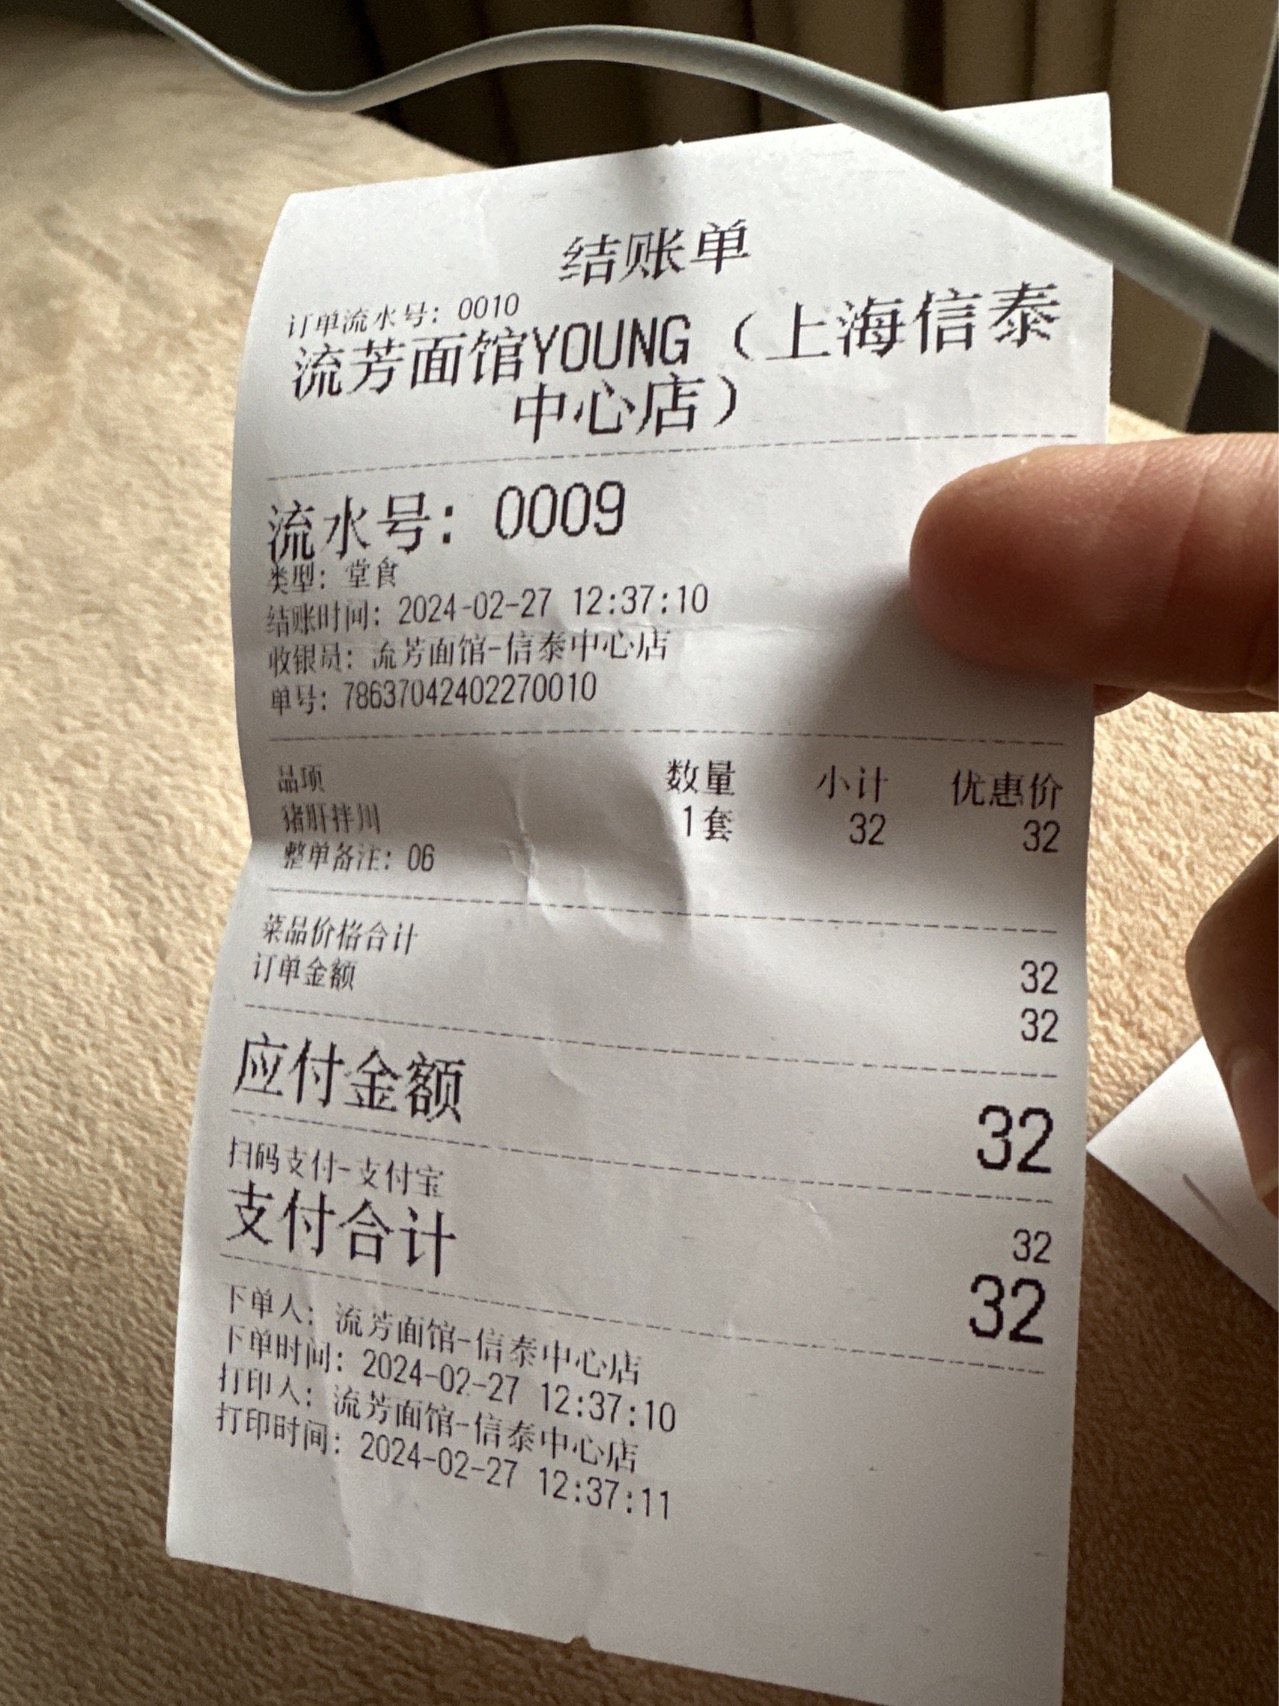 结账单
订单流水号：0010
流芳面馆YOUNG（上海信泰
中心店）
流水号：0009
类型：堂食
结账时间：2024-02-27 12:37:10
收银员：流芳面馆-信泰中心店
单号：78637042402270010
品项 数量 小计 优惠价
猪肝拌川 1套 32 32
整单备注：06
菜品价格合计 32
订单金额 32
应付金额 32
扫码支付-支付宝 32
支付合计 32
下单人：流芳面馆-信泰中心店
下单时间：2024-02-27 12:37:10
打印人：流芳面馆-信泰中心店
打印时间：2024-02-27 12:37:11